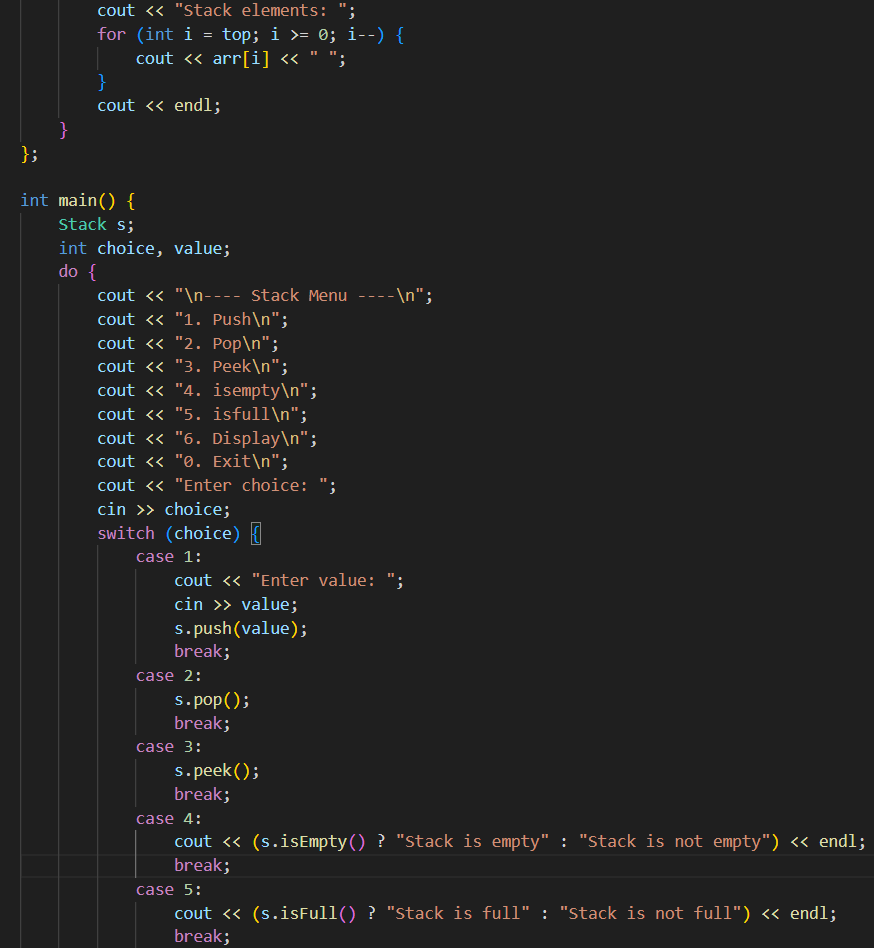 cout << "Stack elements: ";
        for (int i = top; i >= 0; i--) {
            cout << arr[i] << " ";
        }
        cout << endl;
    }
};

int main() {
    Stack s;
    int choice, value;
    do {
        cout << "\n---- Stack Menu ----\n";
        cout << "1. Push\n";
        cout << "2. Pop\n";
        cout << "3. Peek\n";
        cout << "4. isempty\n";
        cout << "5. isfull\n";
        cout << "6. Display\n";
        cout << "0. Exit\n";
        cout << "Enter choice: ";
        cin >> choice;
        switch (choice) {
            case 1:
                cout << "Enter value: ";
                cin >> value;
                s.push(value);
                break;
            case 2:
                s.pop();
                break;
            case 3:
                s.peek();
                break;
            case 4:
                cout << (s.isEmpty() ? "Stack is empty" : "Stack is not empty") << endl;
                break;
            case 5:
                cout << (s.isFull() ? "Stack is full" : "Stack is not full") << endl;
                break;